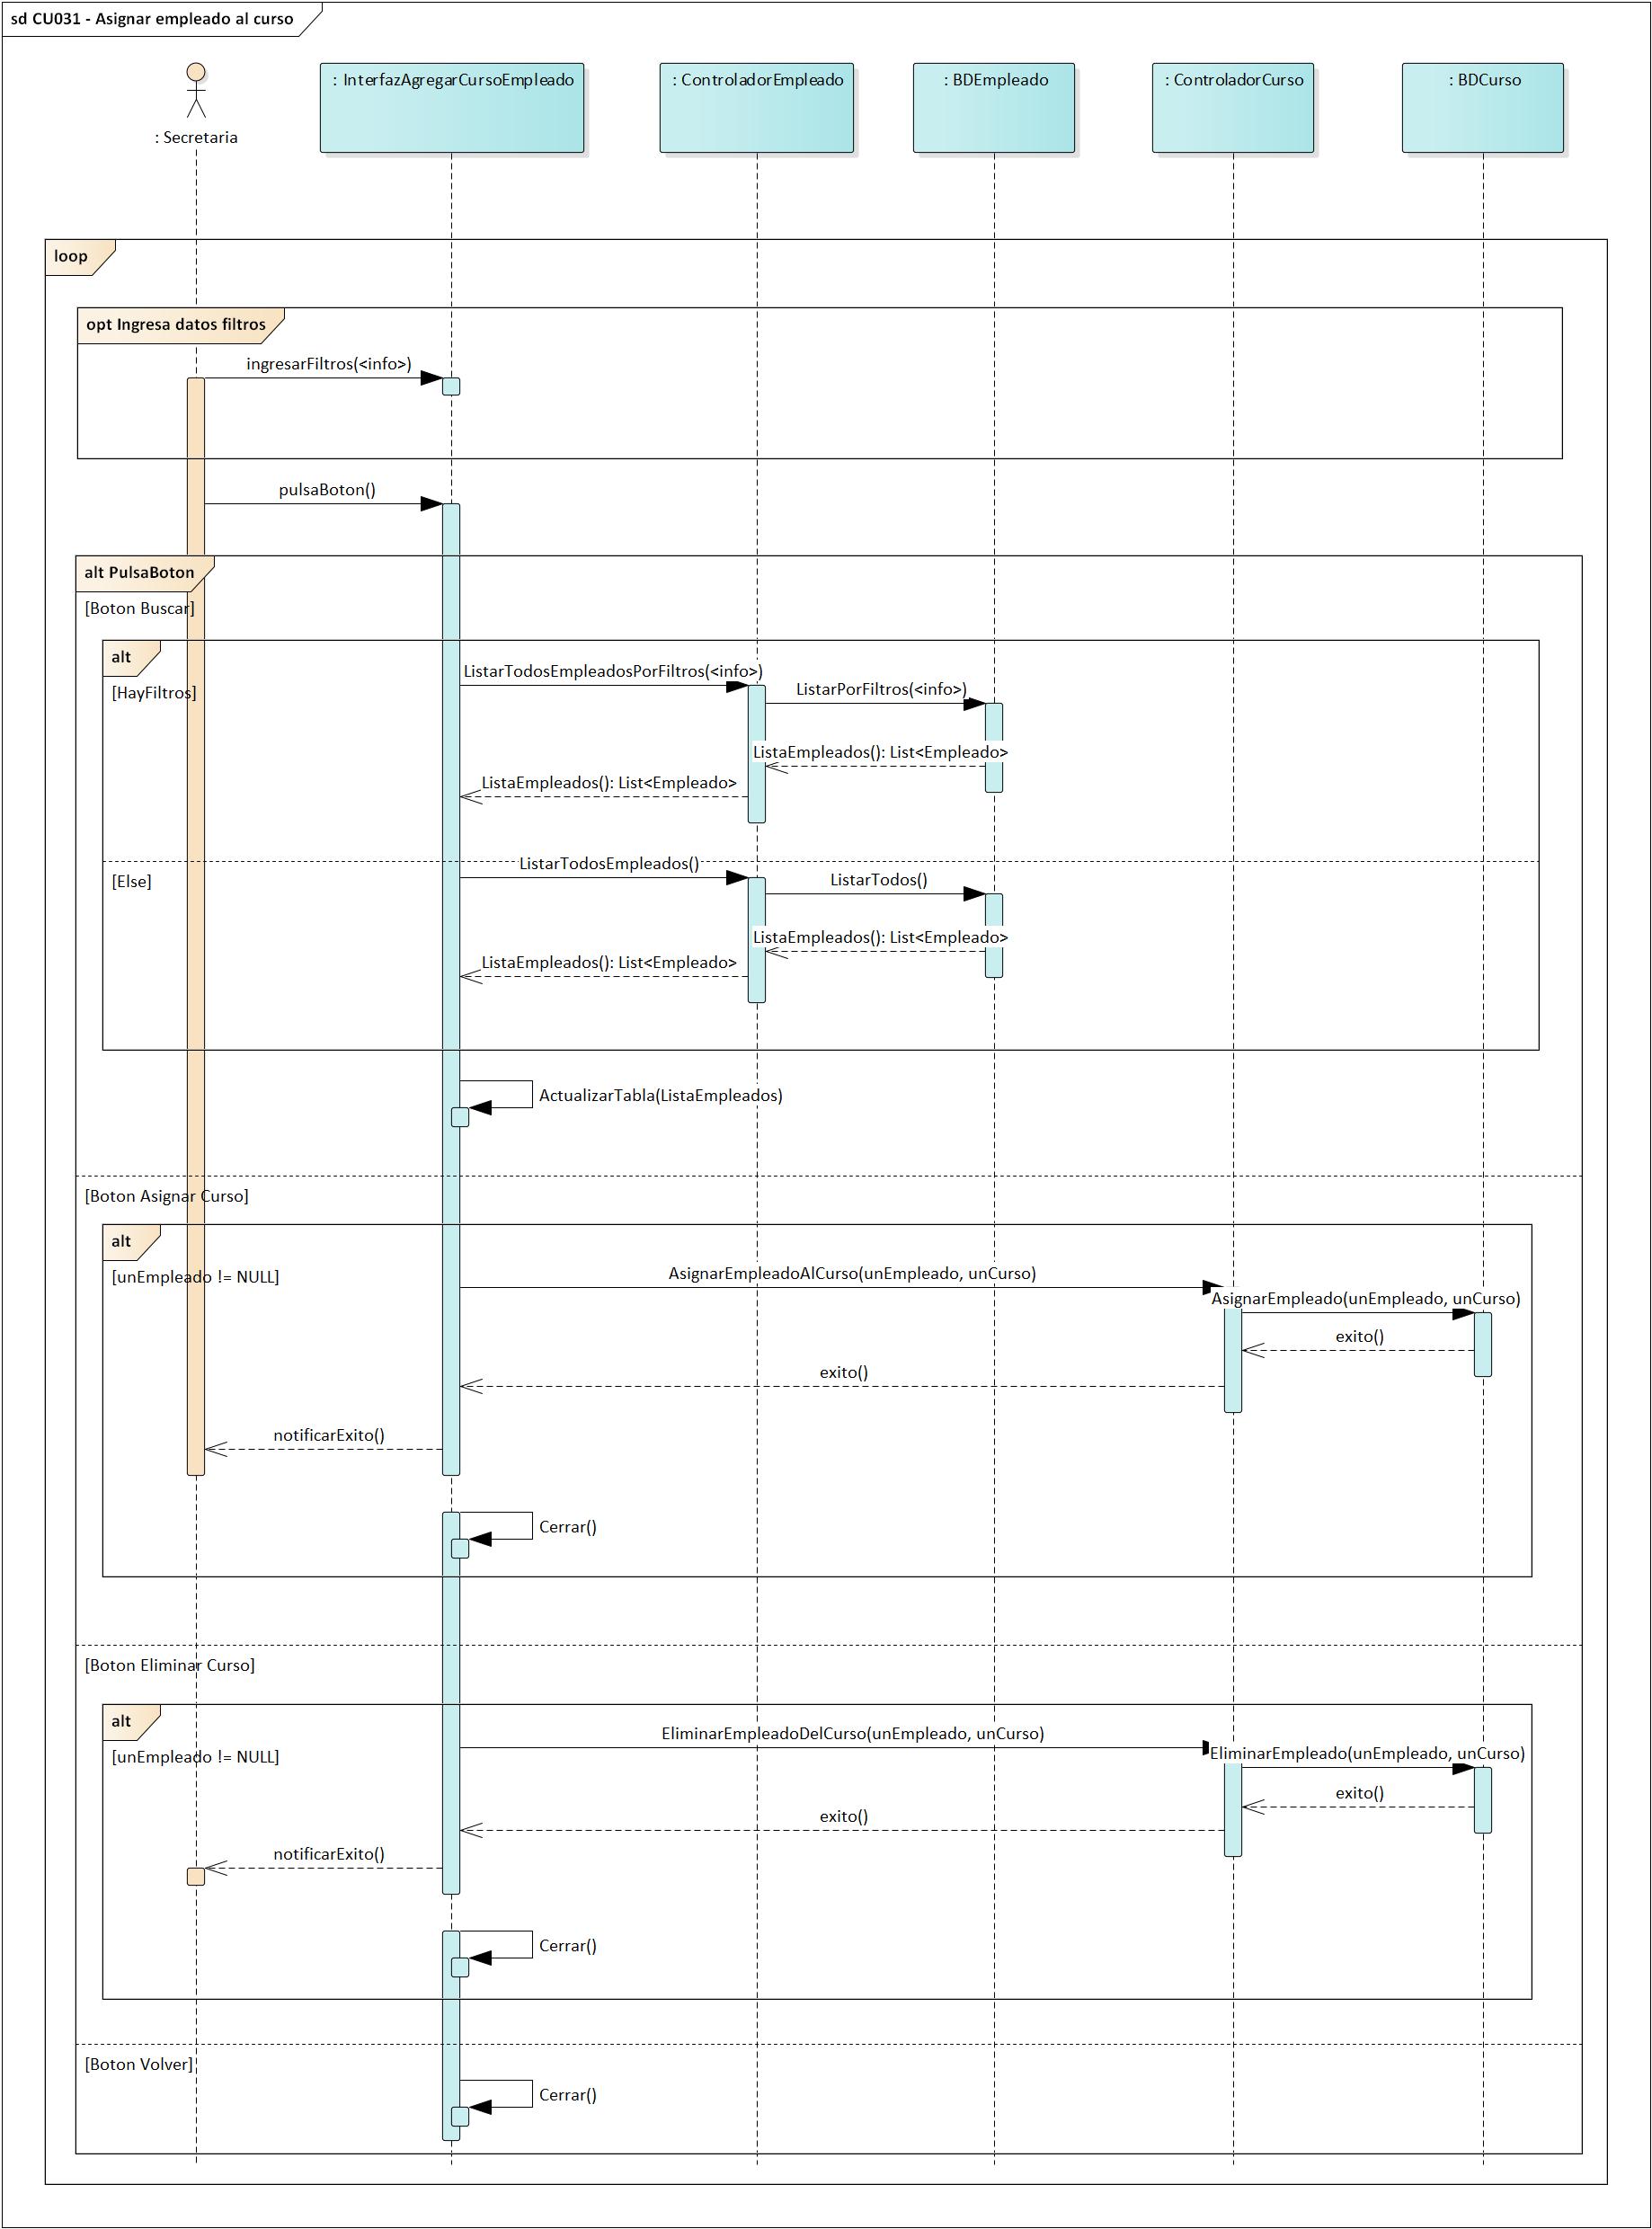 sd CU031 - Asignar empleado al curso
: Secretaria
: InterfazAgregarCursoEmpleado
: ControladorEmpleado
: BDEmpleado
: ControladorCurso
: BDCurso
loop
opt Ingresa datos filtros
ingresarFiltros(<info>)
pulsaBoton()
alt PulsaBoton
[Boton Buscar]
alt
[HayFiltros]
ListarTodosEmpleadosPorFiltros(<info>)
ListarPorFiltros(<info>)
ListaEmpleados(): List<Empleado>
ListaEmpleados(): List<Empleado>
[Else]
ListarTodosEmpleados()
ListarTodos()
ListaEmpleados(): List<Empleado>
ListaEmpleados(): List<Empleado>
ActualizarTabla(ListaEmpleados)
[Boton Asignar Curso]
alt
[unEmpleado != NULL]
AsignarEmpleadoAlCurso(unEmpleado, unCurso)
AsignarEmpleado(unEmpleado, unCurso)
exito()
exito()
notificarExito()
Cerrar()
[Boton Eliminar Curso]
alt
[unEmpleado != NULL]
EliminarEmpleadoDelCurso(unEmpleado, unCurso)
EliminarEmpleado(unEmpleado, unCurso)
exito()
exito()
notificarExito()
Cerrar()
[Boton Volver]
Cerrar()